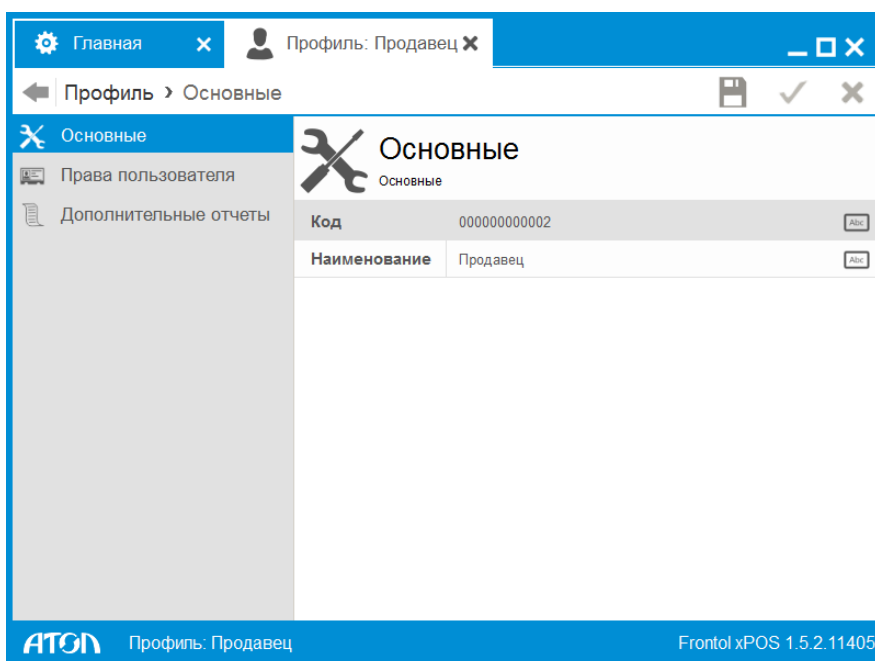 Главная
Профиль: Продавец
Профиль › Основные
Основные
Права пользователя
Дополнительные отчеты
Основные
Основные
Код 000000000002 Abc
Наименование Продавец Abc
ATOЛ Профиль: Продавец Frontol xPOS 1.5.2.11405